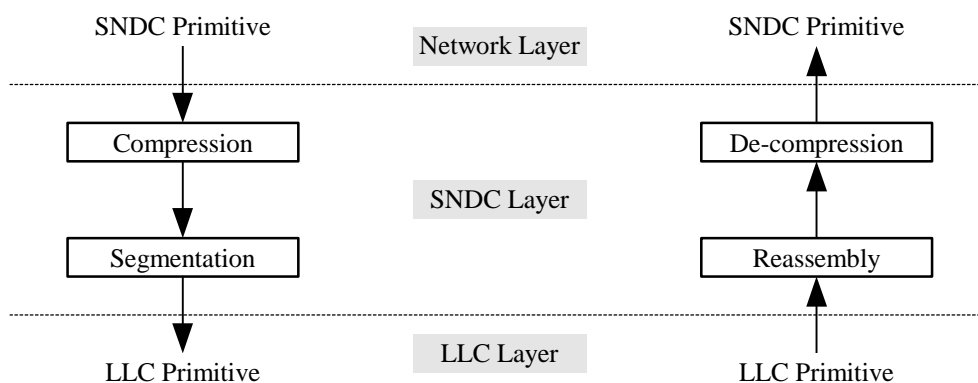 SNDC Primitive
Network Layer
SNDC Primitive
Compression
De-compression
SNDC Layer
Segmentation
Reassembly
LLC Primitive
LLC Layer
LLC Primitive